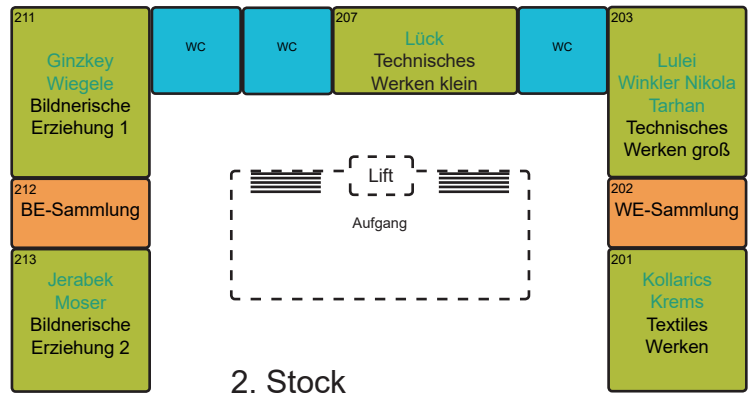 211
Ginzkey
Wiegele
Bildnerische
Erziehung 1
WC
WC
207
Lück
Technisches
Werken klein
WC
203
Lulei
Winkler Nikola
Tarhan
Technisches
Werken groß
212
BE-Sammlung
Lift
Aufgang
202
WE-Sammlung
213
Jerabek
Moser
Bildnerische
Erziehung 2
201
Kollarics
Krems
Textiles
Werken
2. Stock